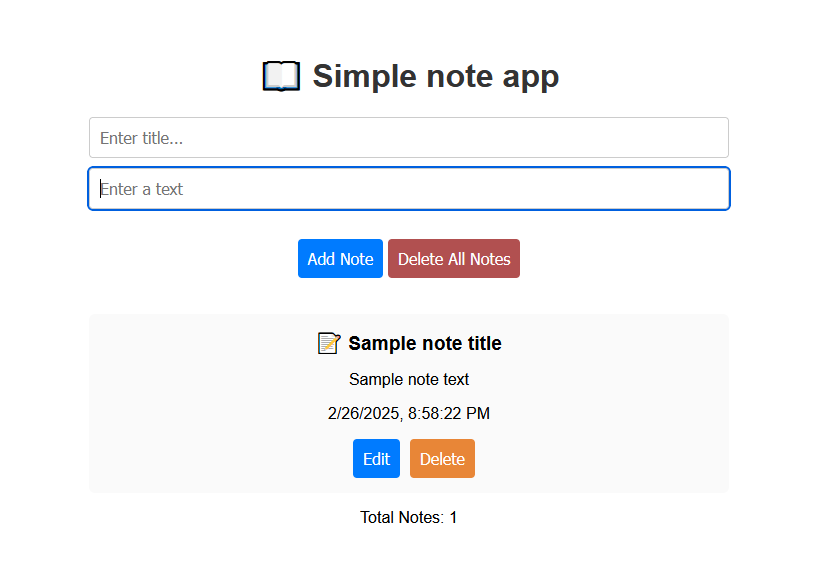 📖 Simple note app
Enter title...
Enter a text
Add Note Delete All Notes
📝 Sample note title
Sample note text
2/26/2025, 8:58:22 PM
Edit Delete
Total Notes: 1